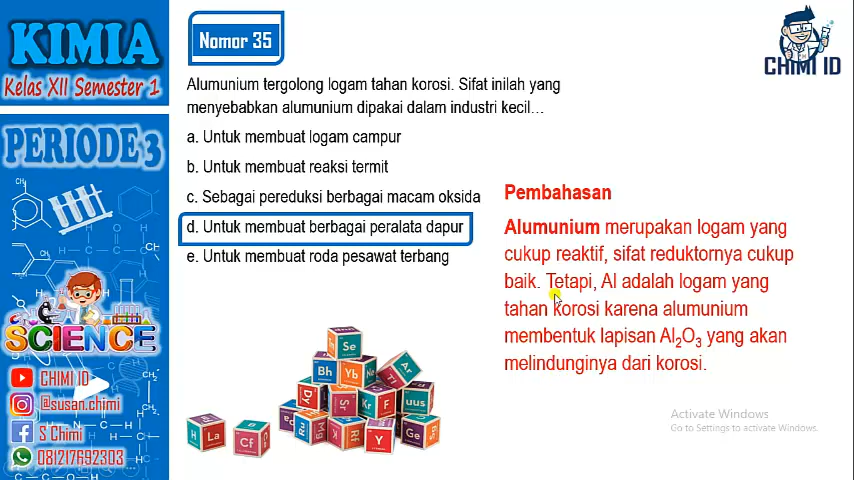 KIMIA
Kelas XII Semester 1
PERIODE 3
SCIENCE
CHIMI ID
@susan.chimi
S Chimi
081217692303
Nomor 35
CHIMI ID
Alumunium tergolong logam tahan korosi. Sifat inilah yang
menyebabkan alumunium dipakai dalam industri kecil…
a. Untuk membuat logam campur
b. Untuk membuat reaksi termit
c. Sebagai pereduksi berbagai macam oksida
d. Untuk membuat berbagai peralata dapur
e. Untuk membuat roda pesawat terbang
Pembahasan
Alumunium merupakan logam yang
cukup reaktif, sifat reduktornya cukup
baik. Tetapi, Al adalah logam yang
tahan korosi karena alumunium
membentuk lapisan Al₂O₃ yang akan
melindunginya dari korosi.
Se
Bh Yb Ne Ar
Dy Sr Kr F uus
Mg Rf Y Ge
H La Cf
Activate Windows
Go to Settings to activate Windows.